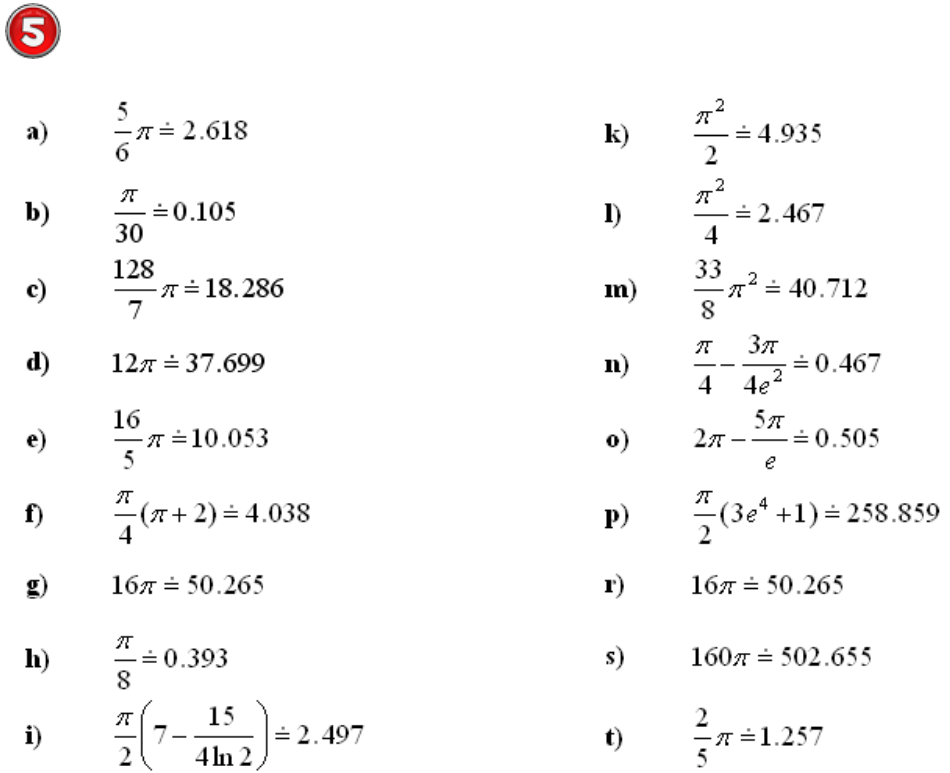 5
a) 5/6 π ≐ 2.618
b) π/30 ≐ 0.105
c) 128/7 π ≐ 18.286
d) 12π ≐ 37.699
e) 16/5 π ≐ 10.053
f) π/4 (π + 2) ≐ 4.038
g) 16π ≐ 50.265
h) π/8 ≐ 0.393
i) π/2 (7 − 15/(4 ln 2)) ≐ 2.497
k) π²/2 ≐ 4.935
l) π²/4 ≐ 2.467
m) 33/8 π² ≐ 40.712
n) π/4 − 3π/(4e²) ≐ 0.467
o) 2π − 5π/e ≐ 0.505
p) π/2 (3e⁴ + 1) ≐ 258.859
r) 16π ≐ 50.265
s) 160π ≐ 502.655
t) 2/5 π ≐ 1.257